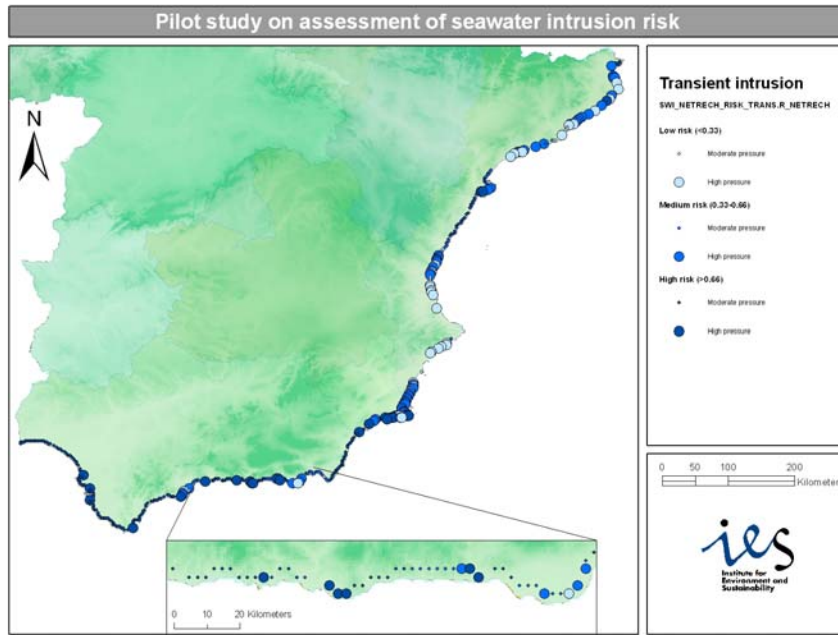 Pilot study on assessment of seawater intrusion risk
N
Transient intrusion
SWI_NETRECH_RISK_TRANS.R_NETRECH
Low risk (<0.33)
Moderate pressure
High pressure
Medium risk (0.33-0.66)
Moderate pressure
High pressure
High risk (>0.66)
Moderate pressure
High pressure
0 50 100 200
Kilometer
ies
Institute for
Environment and
Sustainability
0 10 20 Kilometers